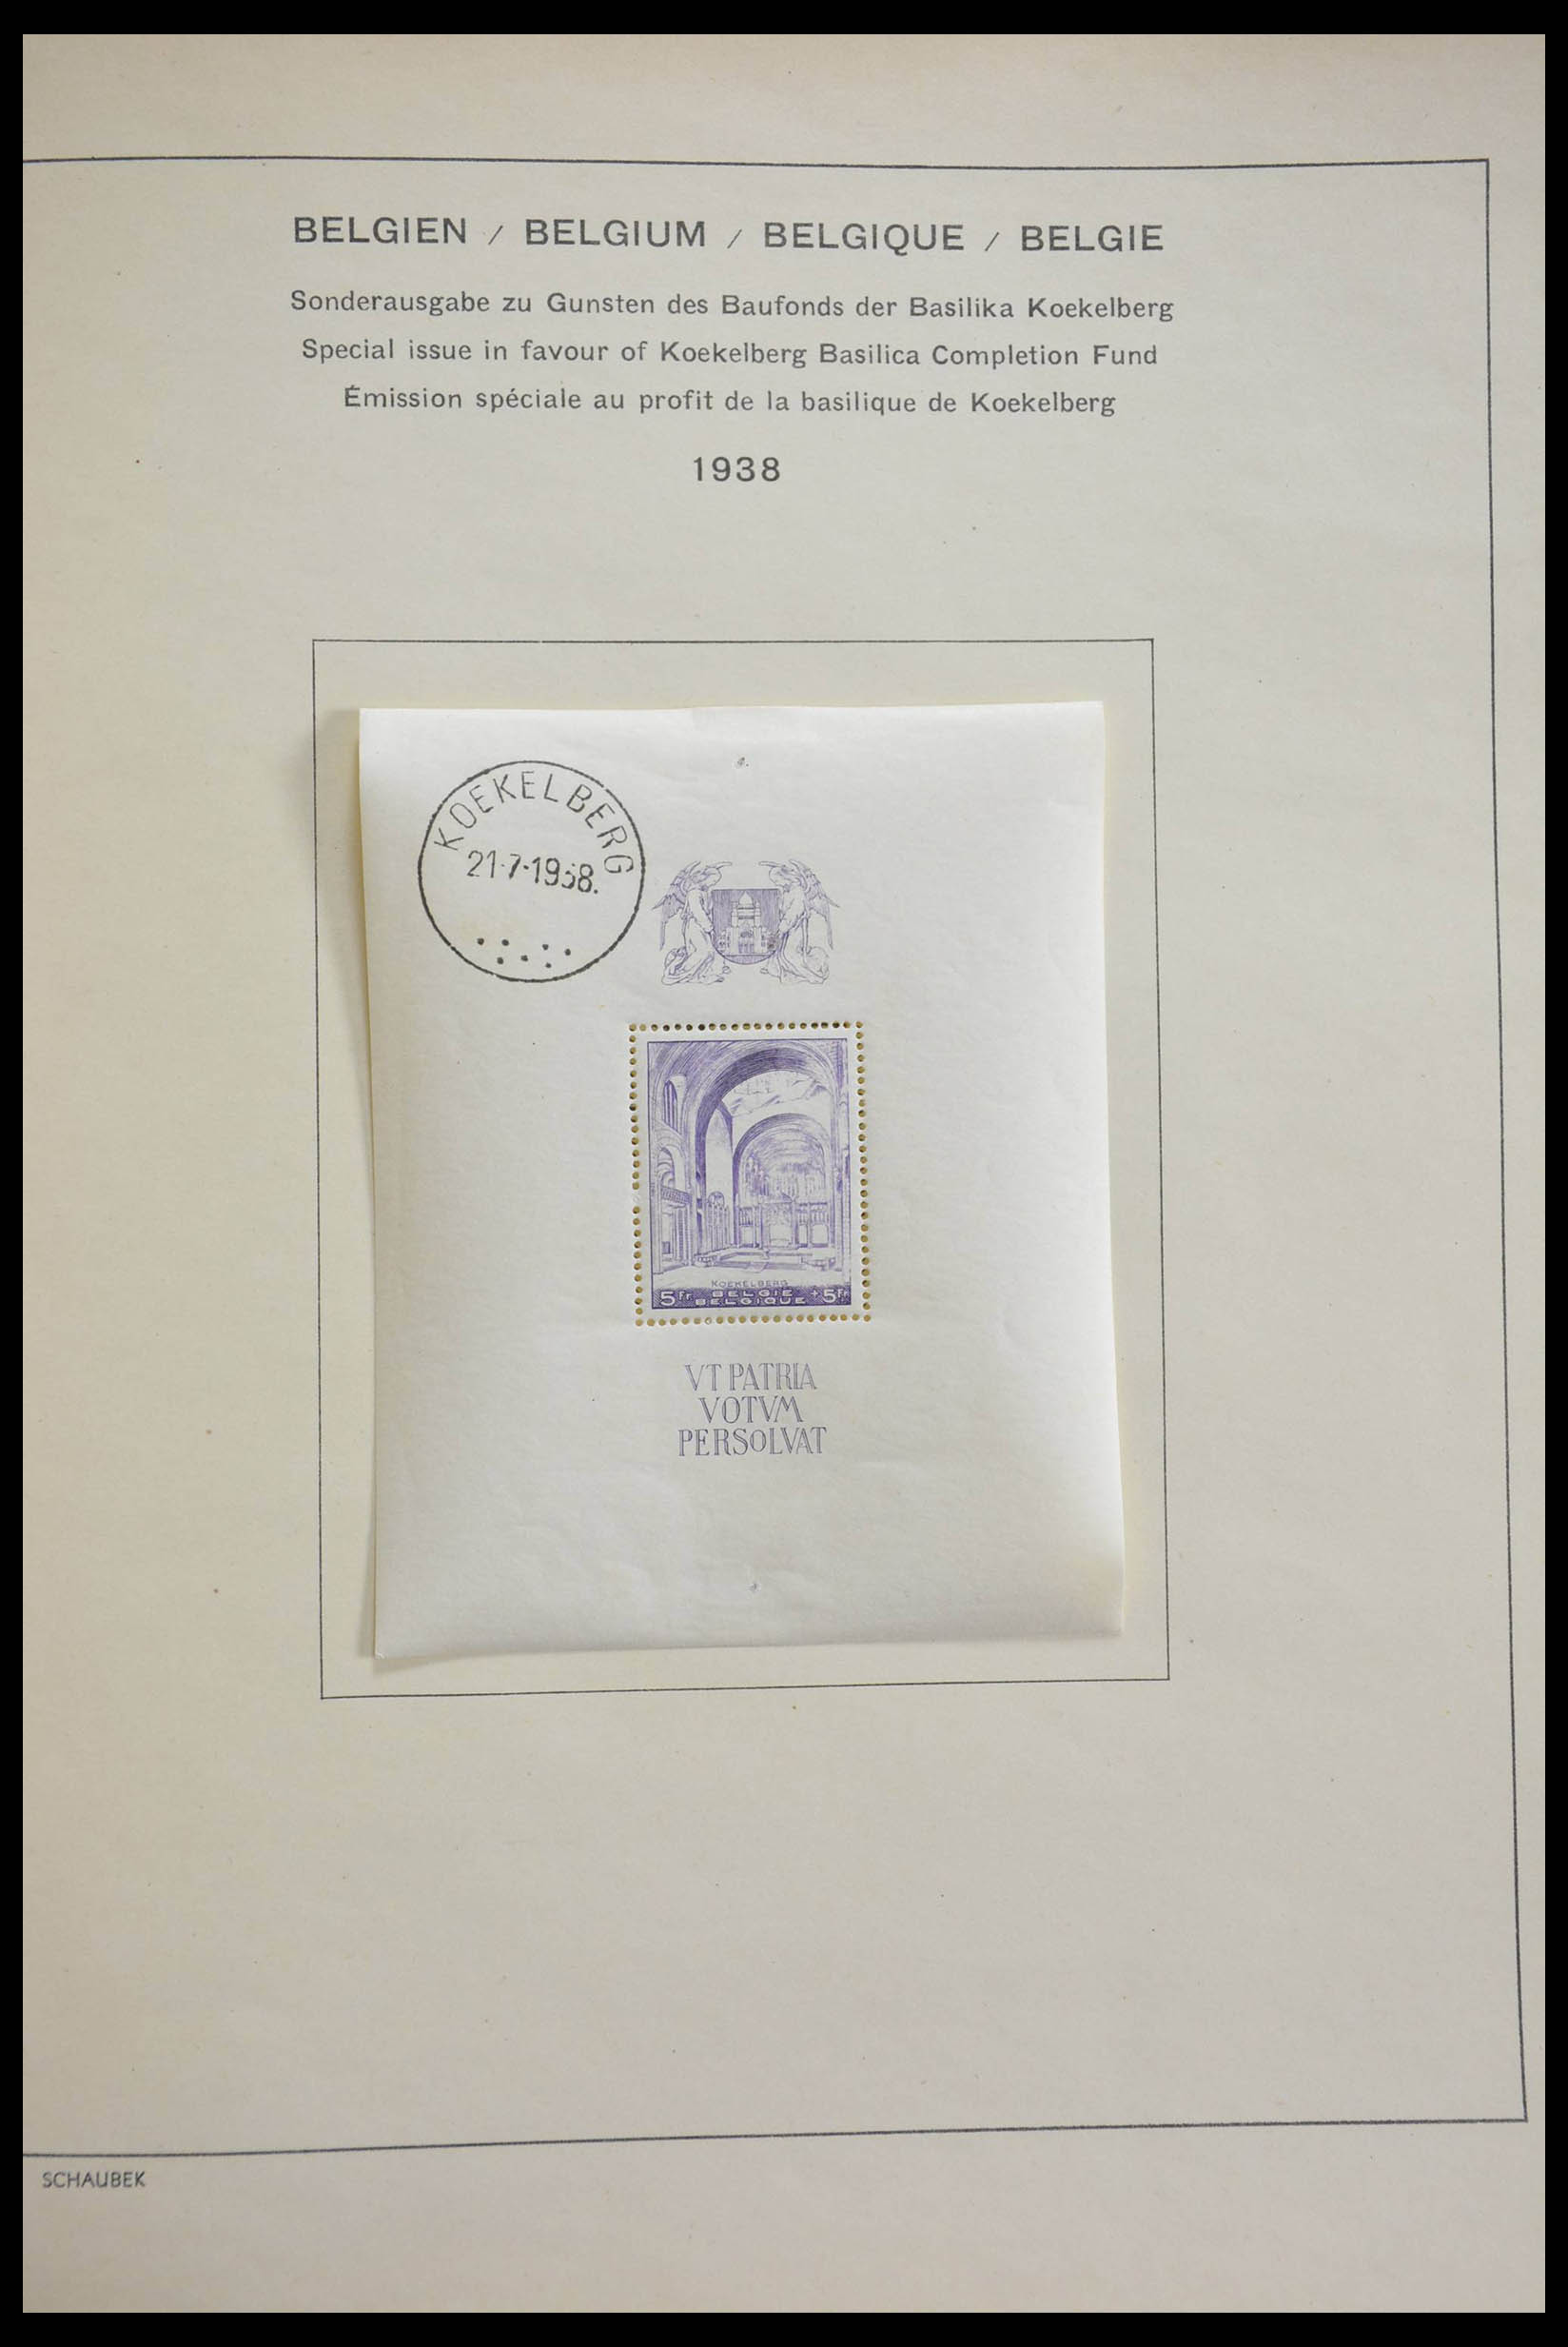 BELGIEN / BELGIUM / BELGIQUE / BELGIE
Sonderausgabe zu Gunsten des Baufonds der Basilika Koekelberg
Special issue in favour of Koekelberg Basilica Completion Fund
Émission spéciale au profit de la basilique de Koekelberg
1938
KOEKELBERG
21-7-1938.
KOEKELBERG
5Fr. BELGIE +5Fr
BELGIQUE
VT PATRIA
VOTVM
PERSOLVAT
SCHAUBEK